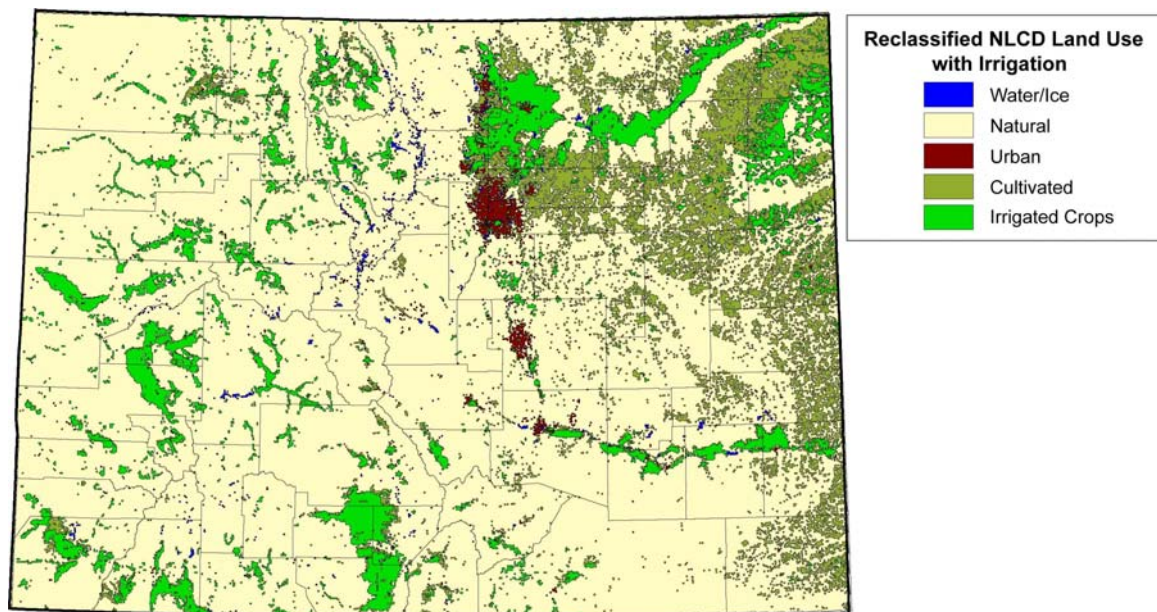 Reclassified NLCD Land Use
with Irrigation
Water/Ice
Natural
Urban
Cultivated
Irrigated Crops